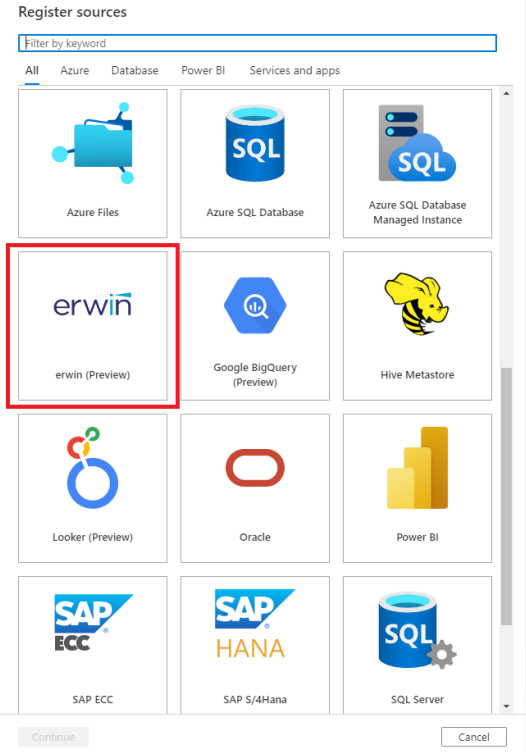 Register sources
Filter by keyword
All Azure Database Power BI Services and apps
SQL
SQL
Azure Files
Azure SQL Database
Azure SQL Database
Managed Instance
erwin
erwin (Preview)
Google BigQuery
(Preview)
Hive Metastore
Looker (Preview)
Oracle
Power BI
SAP
ECC
SAP
HANA
SQL
SAP ECC
SAP S/4Hana
SQL Server
Continue
Cancel